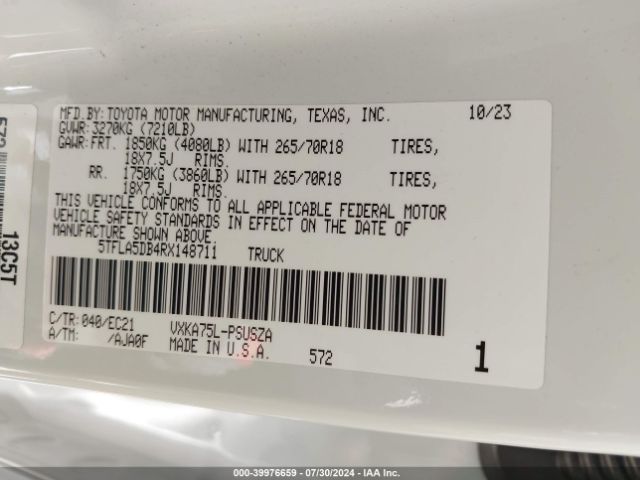 MFD.BY:TOYOTA MOTOR MANUFACTURING, TEXAS, INC. 10/23
GVWR:3270KG (7210LB)
GAWR:FRT. 1850KG (4080LB) WITH 265/70R18 TIRES,
18X7.5J RIMS.
RR. 1750KG (3860LB) WITH 265/70R18 TIRES,
18X7.5J RIMS.
THIS VEHICLE CONFORMS TO ALL APPLICABLE FEDERAL MOTOR
VEHICLE SAFETY STANDARDS IN EFFECT ON THE DATE OF
MANUFACTURE SHOWN ABOVE.
5TFLA5DB4RX148711 TRUCK
C/TR:040/EC21 VXKA75L-PSUSZA
A/TM: /AJA0F MADE IN U.S.A. 572 1
572
13C5T
000-39976659 - 07/30/2024 - IAA Inc.